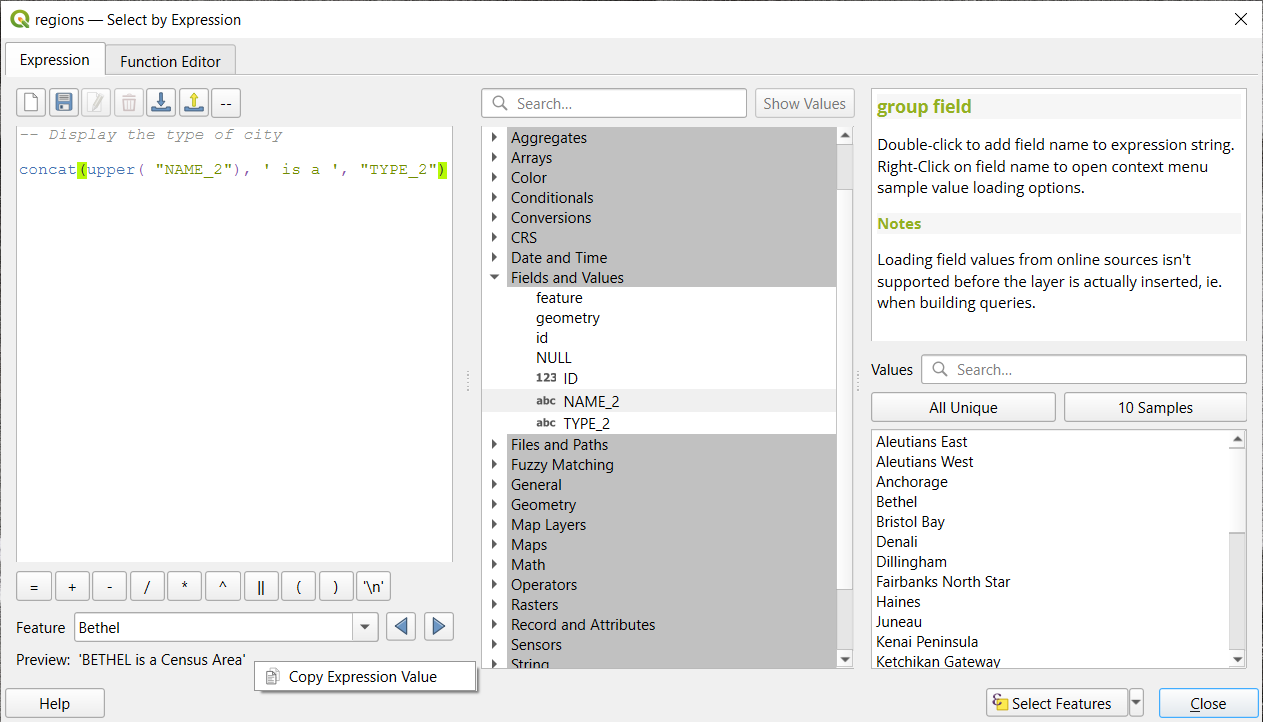 regions — Select by Expression
Expression
Function Editor
--
-- Display the type of city
concat(upper( "NAME_2"), ' is a ', "TYPE_2")
= + - / * ^ || ( ) '\n'
Feature Bethel
Preview: 'BETHEL is a Census Area'
Copy Expression Value
Help
Search...
Show Values
Aggregates
Arrays
Color
Conditionals
Conversions
CRS
Date and Time
Fields and Values
feature
geometry
id
NULL
123 ID
abc NAME_2
abc TYPE_2
Files and Paths
Fuzzy Matching
General
Geometry
Map Layers
Maps
Math
Operators
Rasters
Record and Attributes
Sensors
String
group field
Double-click to add field name to expression string.
Right-Click on field name to open context menu
sample value loading options.
Notes
Loading field values from online sources isn't
supported before the layer is actually inserted, ie.
when building queries.
Values Search...
All Unique
10 Samples
Aleutians East
Aleutians West
Anchorage
Bethel
Bristol Bay
Denali
Dillingham
Fairbanks North Star
Haines
Juneau
Kenai Peninsula
Ketchikan Gateway
Select Features
Close